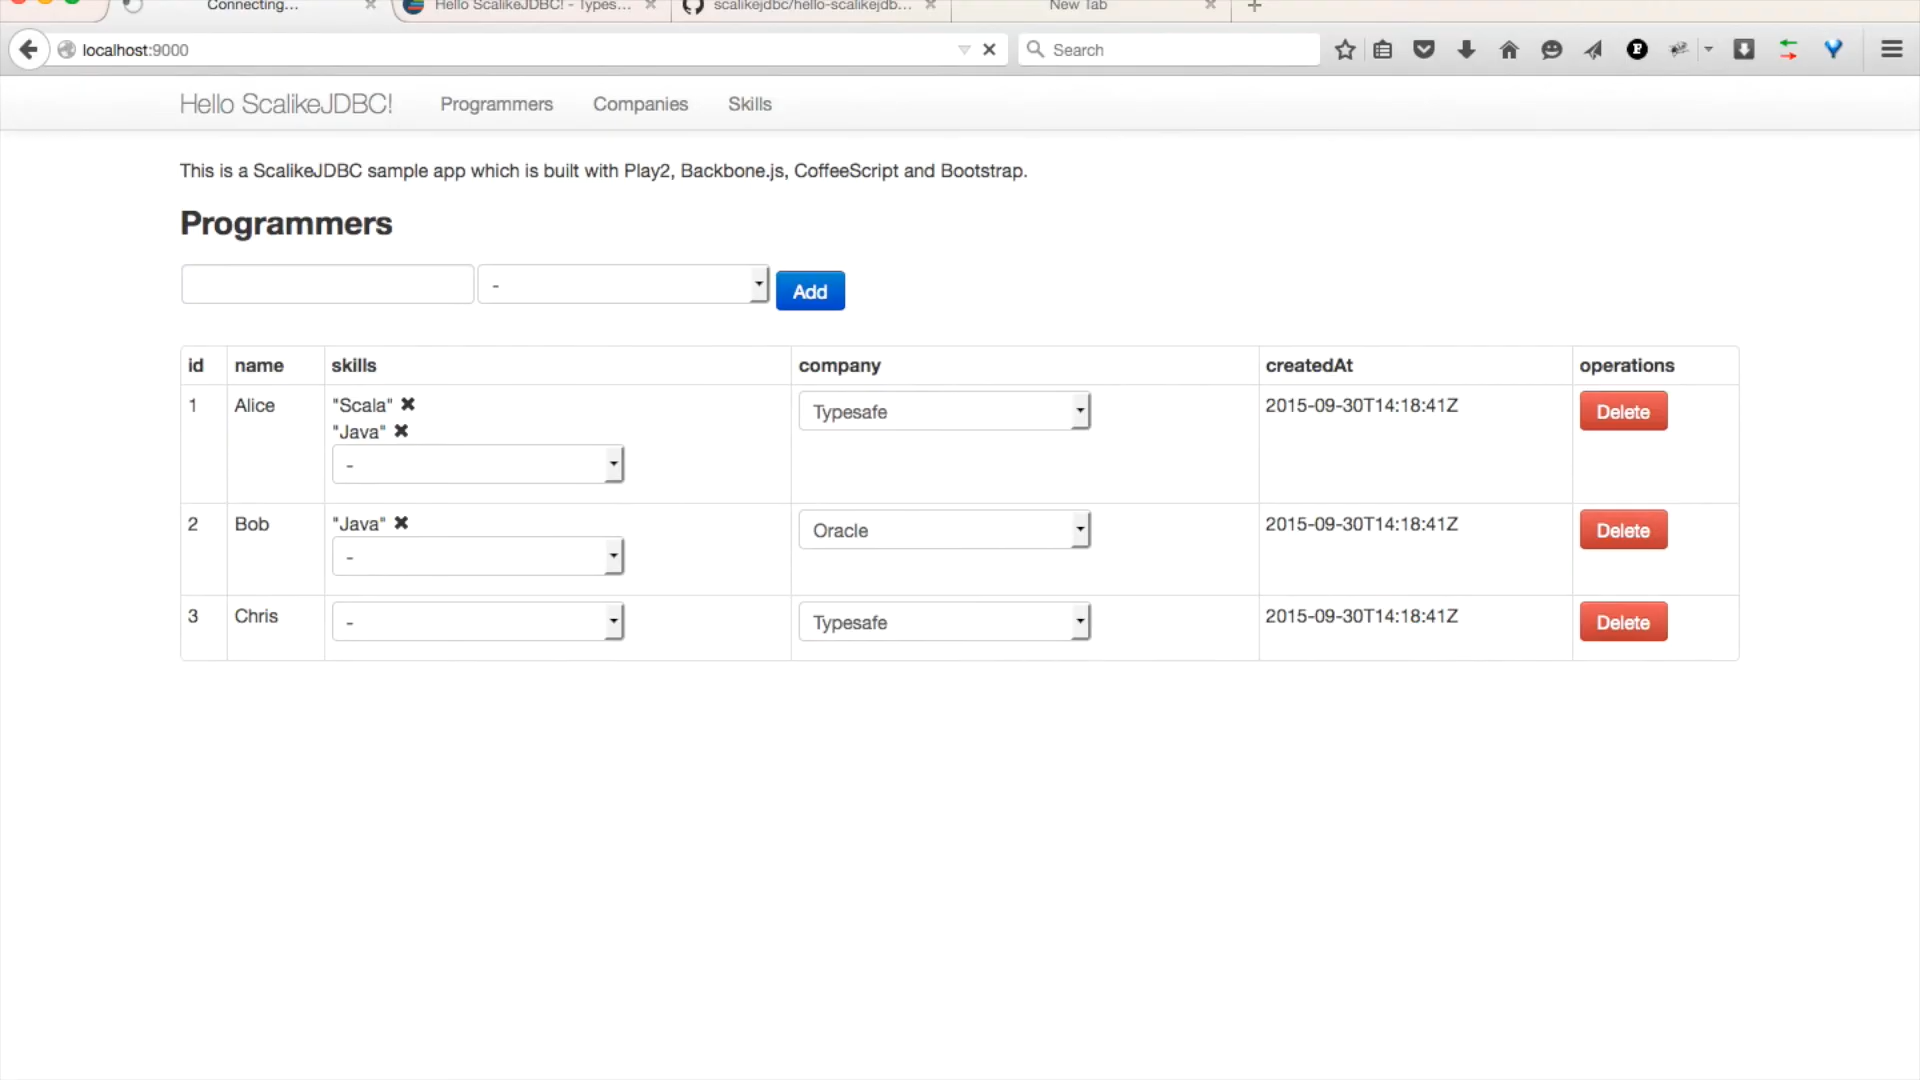 Connecting... Hello ScalikeJDBC! - Types... scalikejdbc/hello-scalikejdb... New Tab
localhost:9000 Search
Hello ScalikeJDBC! Programmers Companies Skills
This is a ScalikeJDBC sample app which is built with Play2, Backbone.js, CoffeeScript and Bootstrap.
Programmers
- Add
id name skills company createdAt operations
1 Alice "Scala" ✖ Typesafe 2015-09-30T14:18:41Z Delete
"Java" ✖
-
2 Bob "Java" ✖ Oracle 2015-09-30T14:18:41Z Delete
-
3 Chris - Typesafe 2015-09-30T14:18:41Z Delete